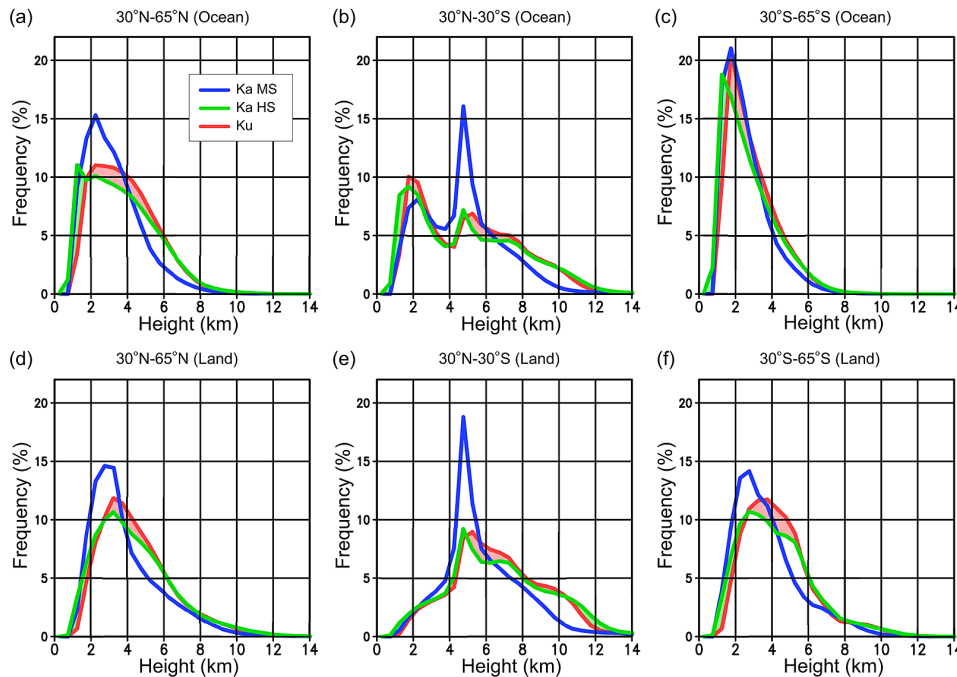 (a) 30°N-65°N (Ocean)
(b) 30°N-30°S (Ocean)
(c) 30°S-65°S (Ocean)
Frequency (%)
20
15
10
5
0
Ka MS
Ka HS
Ku
0 2 4 6 8 10 12 14
Height (km)
Frequency (%)
20
15
10
5
0
0 2 4 6 8 10 12 14
Height (km)
Frequency (%)
20
15
10
5
0
0 2 4 6 8 10 12 14
Height (km)
(d) 30°N-65°N (Land)
(e) 30°N-30°S (Land)
(f) 30°S-65°S (Land)
Frequency (%)
20
15
10
5
0
0 2 4 6 8 10 12 14
Height (km)
Frequency (%)
20
15
10
5
0
0 2 4 6 8 10 12 14
Height (km)
Frequency (%)
20
15
10
5
0
0 2 4 6 8 10 12 14
Height (km)